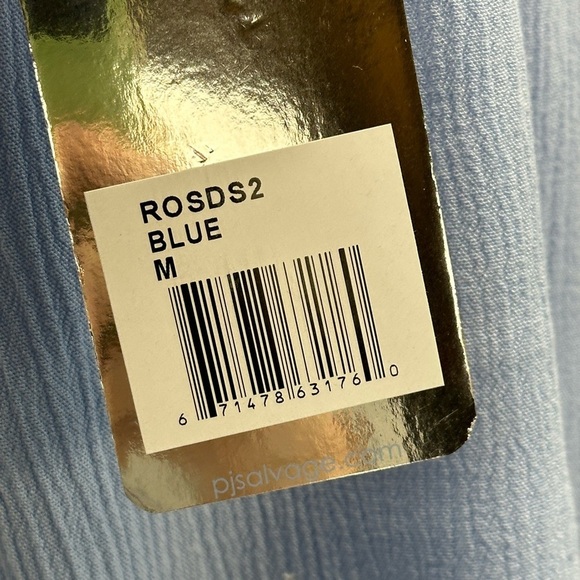 ROSDS2
BLUE
M
6 71478 63176 0
pjsalvage.com